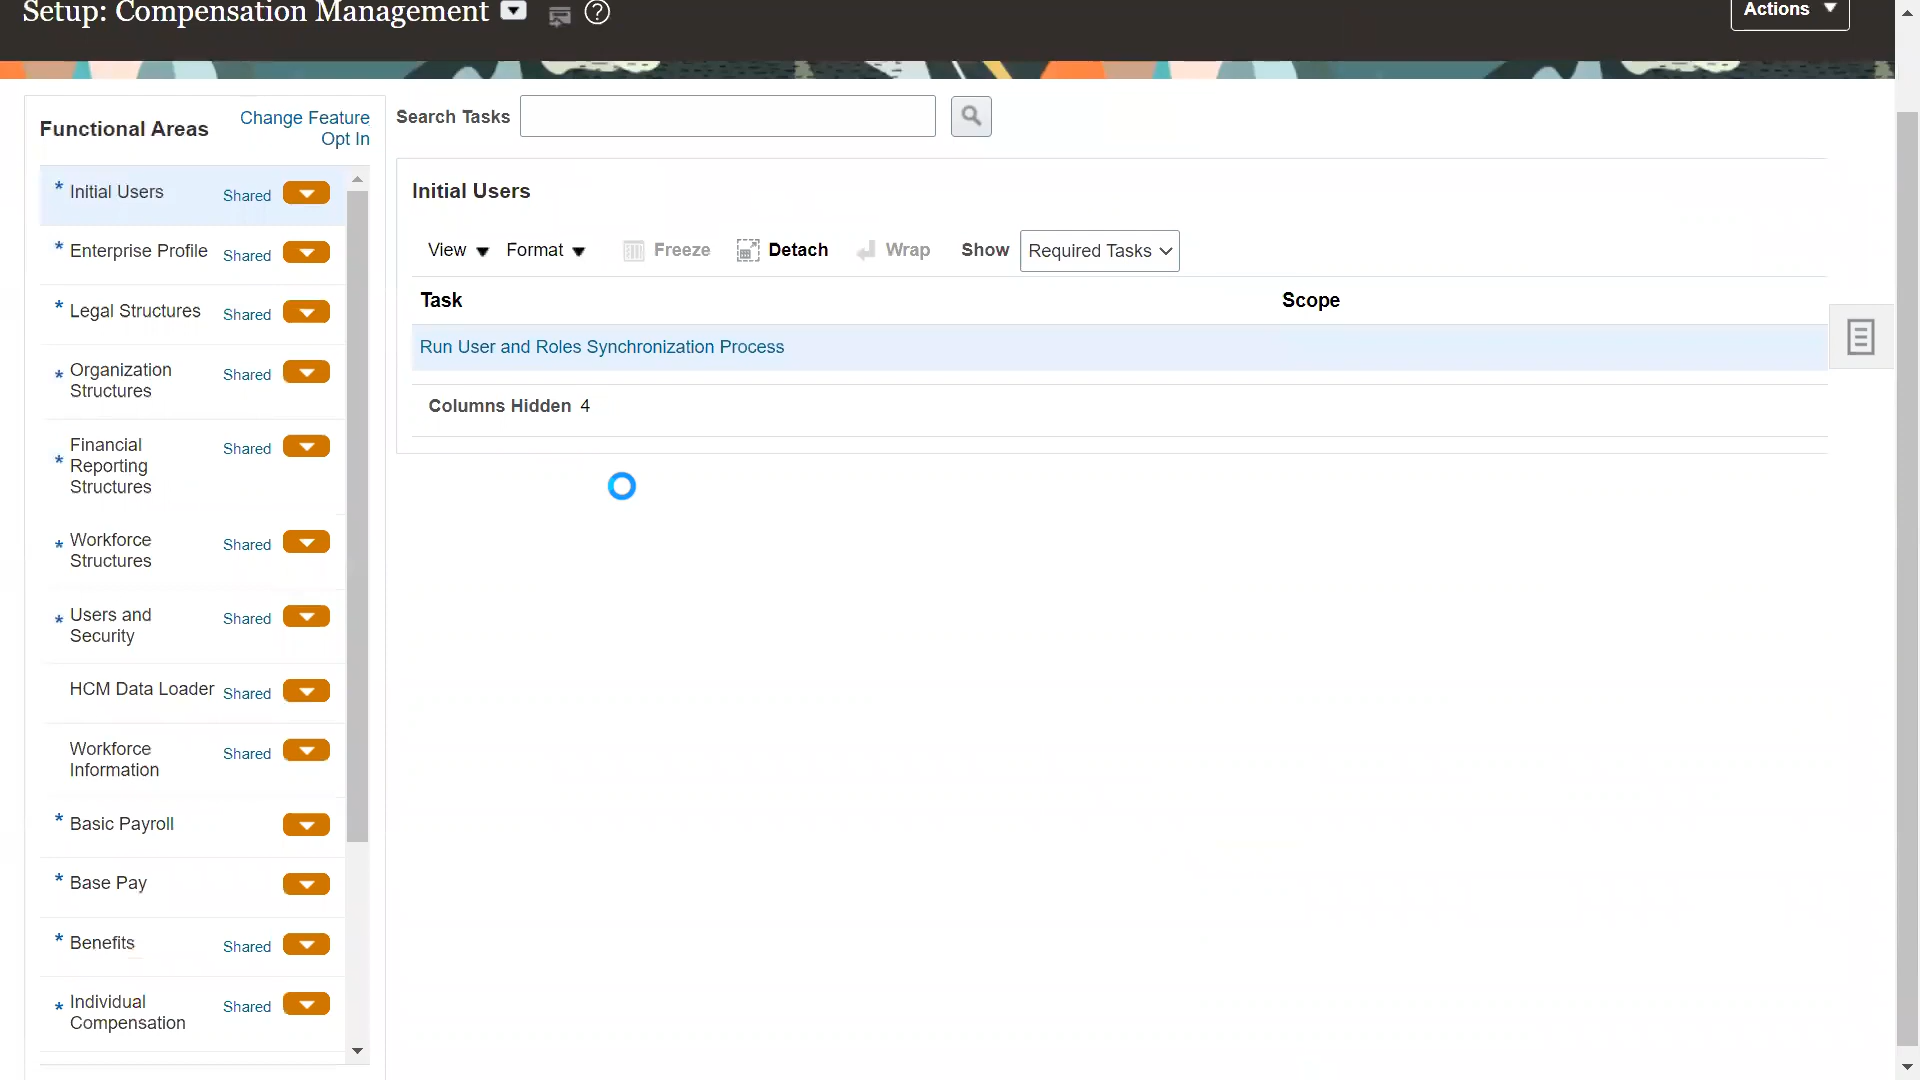 Setup: Compensation Management
Actions
Functional Areas
Change Feature
Opt In
Search Tasks
* Initial Users Shared
* Enterprise Profile Shared
* Legal Structures Shared
* Organization
Structures
Shared
* Financial
Reporting
Structures
Shared
* Workforce
Structures
Shared
* Users and
Security
Shared
HCM Data Loader Shared
Workforce
Information
Shared
* Basic Payroll
* Base Pay
* Benefits Shared
* Individual
Compensation
Shared
Initial Users
View Format Freeze Detach Wrap Show Required Tasks
Task Scope
Run User and Roles Synchronization Process
Columns Hidden 4